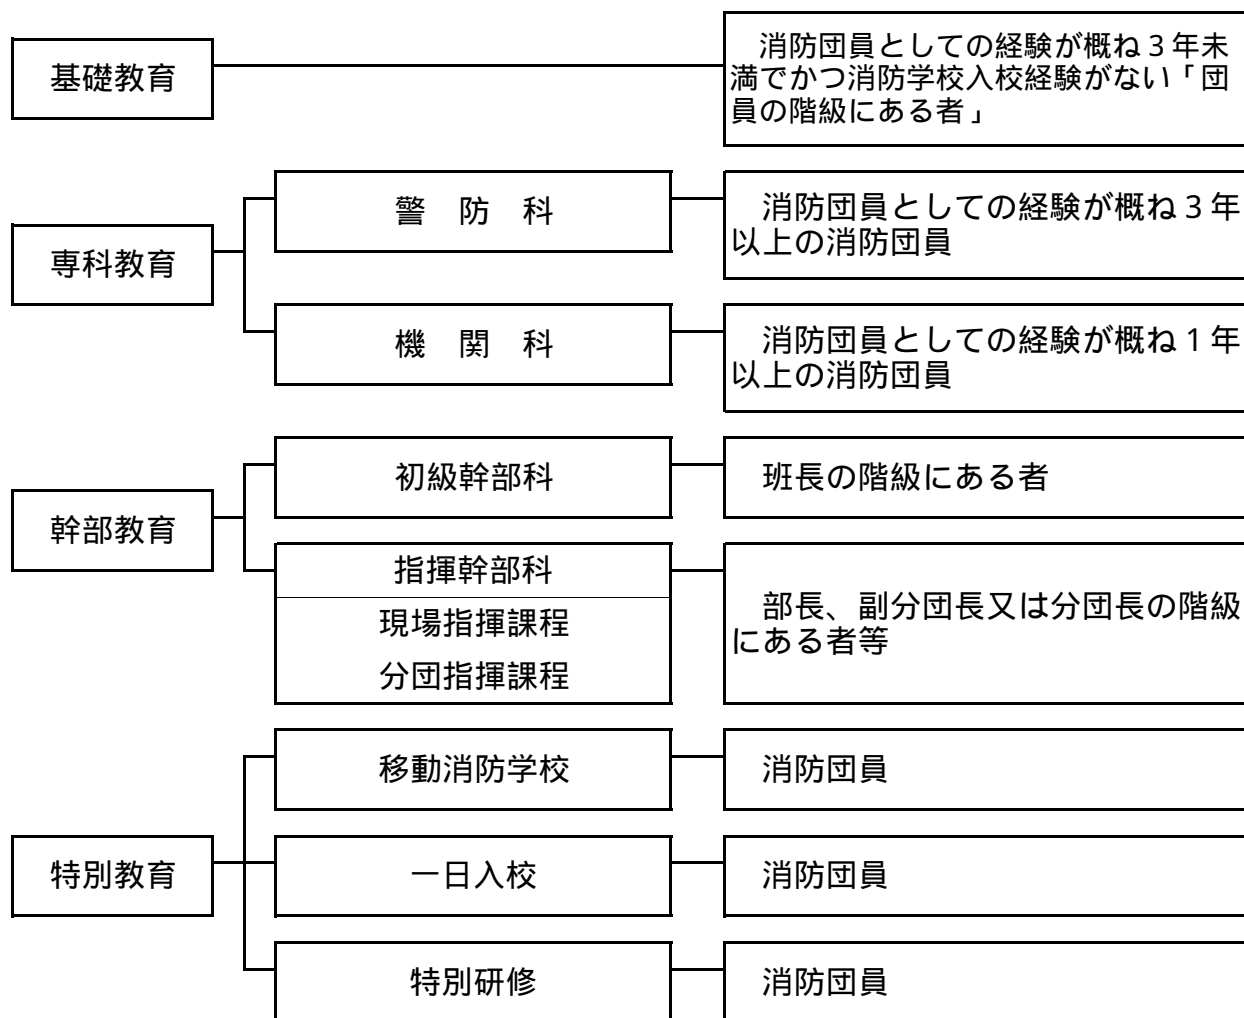 基礎教育
消防団員としての経験が概ね3年未
満でかつ消防学校入校経験がない「団
員の階級にある者」
専科教育
警　防　科
消防団員としての経験が概ね3年
以上の消防団員
機　関　科
消防団員としての経験が概ね1年
以上の消防団員
幹部教育
初級幹部科
班長の階級にある者
指揮幹部科
現場指揮課程
分団指揮課程
部長、副分団長又は分団長の階級
にある者等
特別教育
移動消防学校
消防団員
一日入校
消防団員
特別研修
消防団員